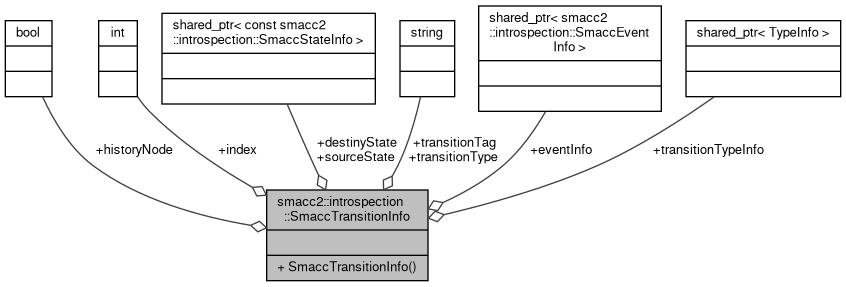 bool
int
shared_ptr< const smacc2
::introspection::SmaccStateInfo >
string
shared_ptr< smacc2
::introspection::SmaccEvent
Info >
shared_ptr< TypeInfo >
+historyNode
+index
+destinyState
+sourceState
+transitionTag
+transitionType
+eventInfo
+transitionTypeInfo
smacc2::introspection
::SmaccTransitionInfo
+ SmaccTransitionInfo()